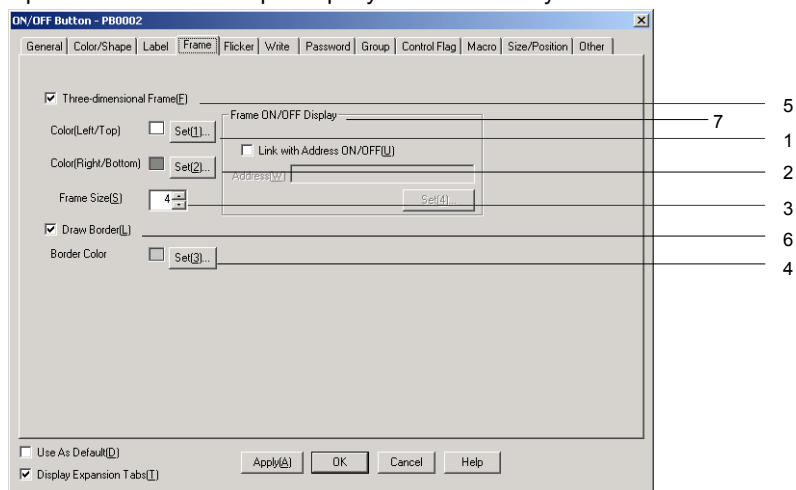 ON/OFF Button - PB0002
General Color/Shape Label Frame Flicker Write Password Group Control Flag Macro Size/Position Other
Three-dimensional Frame(F)
5
Frame ON/OFF Display
7
Color(Left/Top) Set(1)...
1
Link with Address ON/OFF(U)
Color(Right/Bottom) Set(2)...
2
Address(W)
Frame Size(S) 4
Set(4)...
3
Draw Border(L)
6
Border Color Set(3)...
4
Use As Default(D)
Display Expansion Tabs(T)
Apply(A) OK Cancel Help